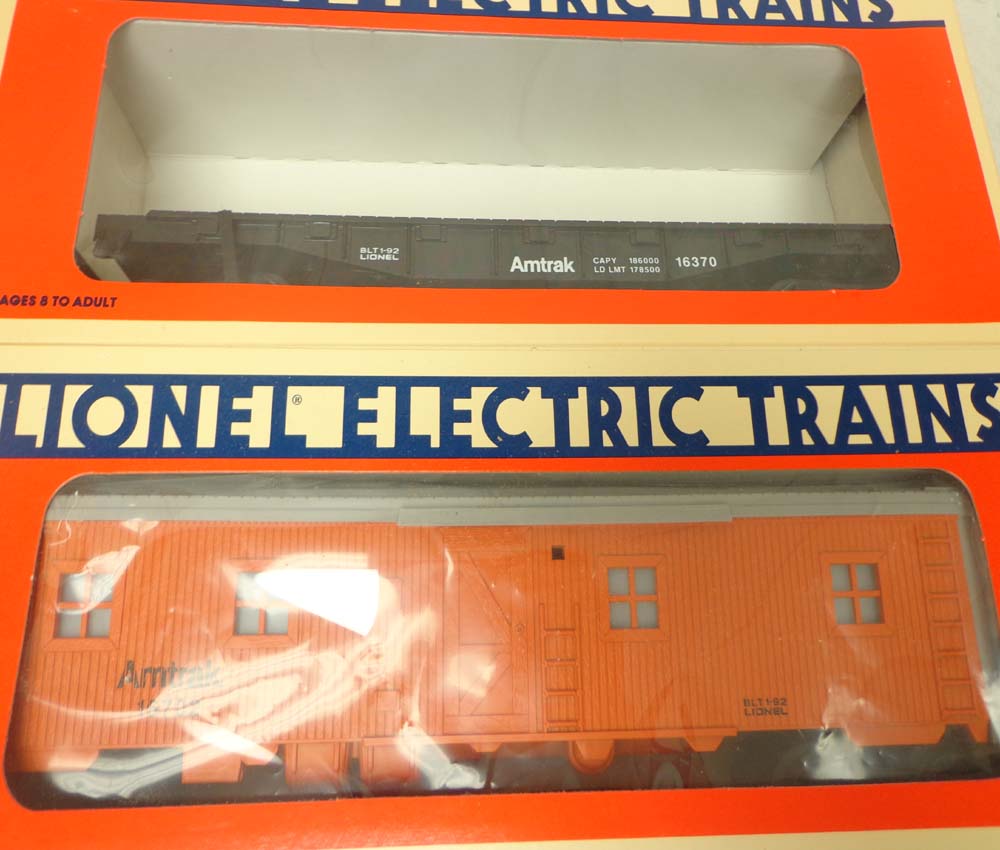 ELECTRIC TRAINS
BLT 1-92
LIONEL
Amtrak
CAPY 186000
LD LMT 178500
16370
AGES 8 TO ADULT
LIONEL® ELECTRIC TRAINS
Amtrak
BLT 1-92
LIONEL